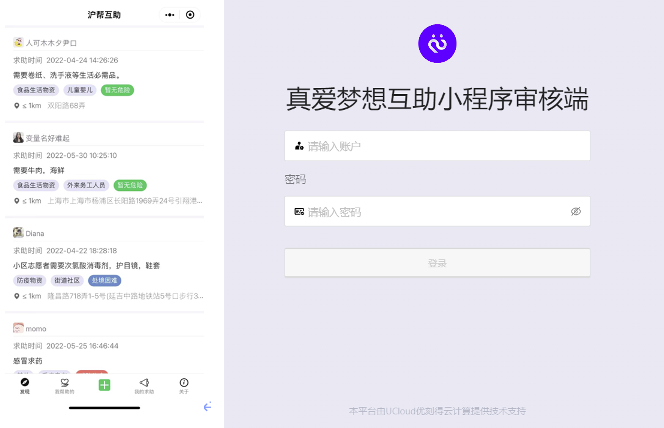 沪帮互助
人可木木夕尹口
求助时间 2022-04-24 14:26:26
需要卷纸、洗手液等生活必需品。
食品生活物资 儿童婴儿 暂无危险
≤ 1km 双阳路68弄
变量名好难起
求助时间 2022-05-30 10:25:10
需要牛肉，海鲜
食品生活物资 外来务工人员 暂无危险
≤ 1km 上海市上海市杨浦区长阳路1969弄24号引翔港...
Diana
求助时间 2022-04-22 18:28:18
小区志愿者需要次氯酸消毒剂，护目镜，鞋套
防疫物资 街道社区 处境困难
≤ 1km 隆昌路718弄1-5号(延吉中路地铁站5号口步行3...
momo
求助时间 2022-05-25 16:46:44
感冒求药
发现 我帮助的 我的求助 关于
真爱梦想互助小程序审核端
请输入账户
密码
请输入密码
登录
本平台由UCloud优刻得云计算提供技术支持